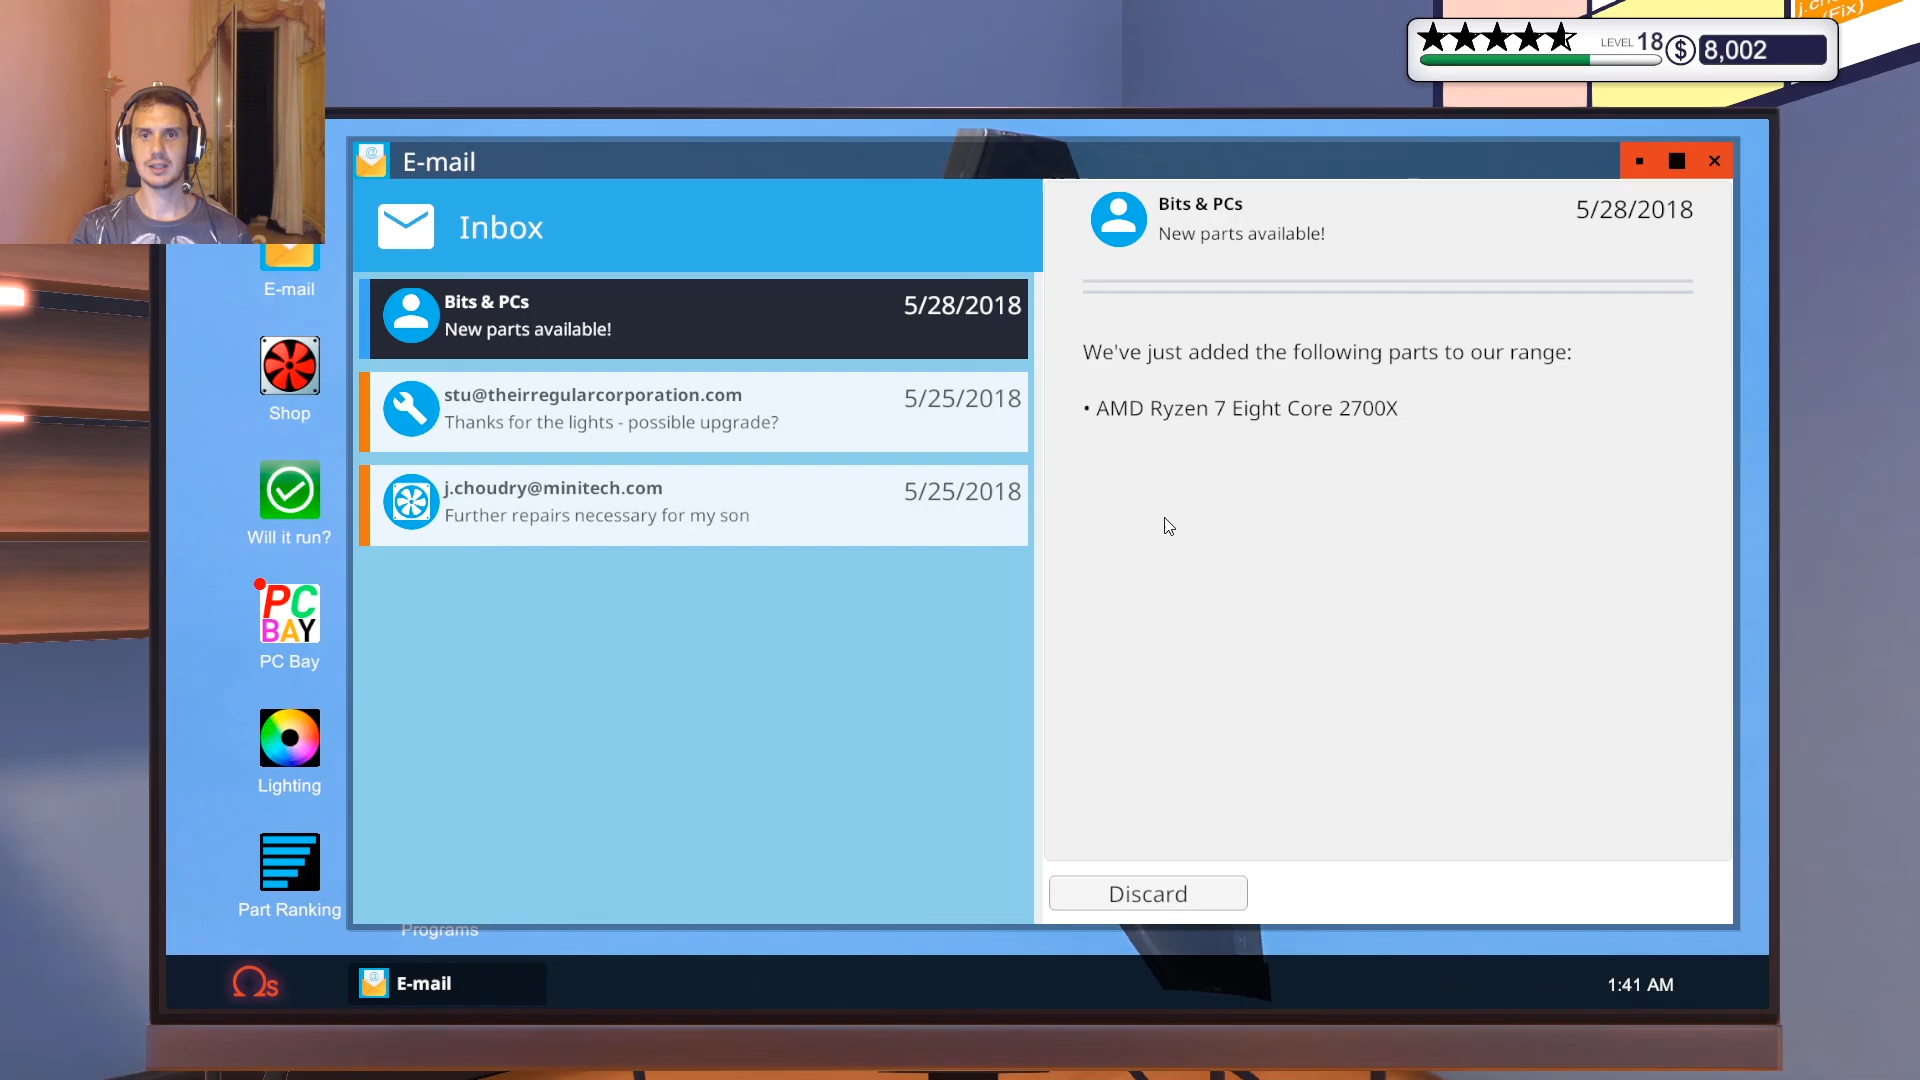 j.ch
(Fix)
LEVEL 18
$ 8,002
E-mail
Inbox
Bits & PCs
5/28/2018
New parts available!
stu@theirregularcorporation.com
5/25/2018
Thanks for the lights - possible upgrade?
j.choudry@minitech.com
5/25/2018
Further repairs necessary for my son
Bits & PCs
5/28/2018
New parts available!
We've just added the following parts to our range:
• AMD Ryzen 7 Eight Core 2700X
Discard
E-mail
Shop
Will it run?
PC
BAY
PC Bay
Lighting
Part Ranking
Programs
Ωs
E-mail
1:41 AM